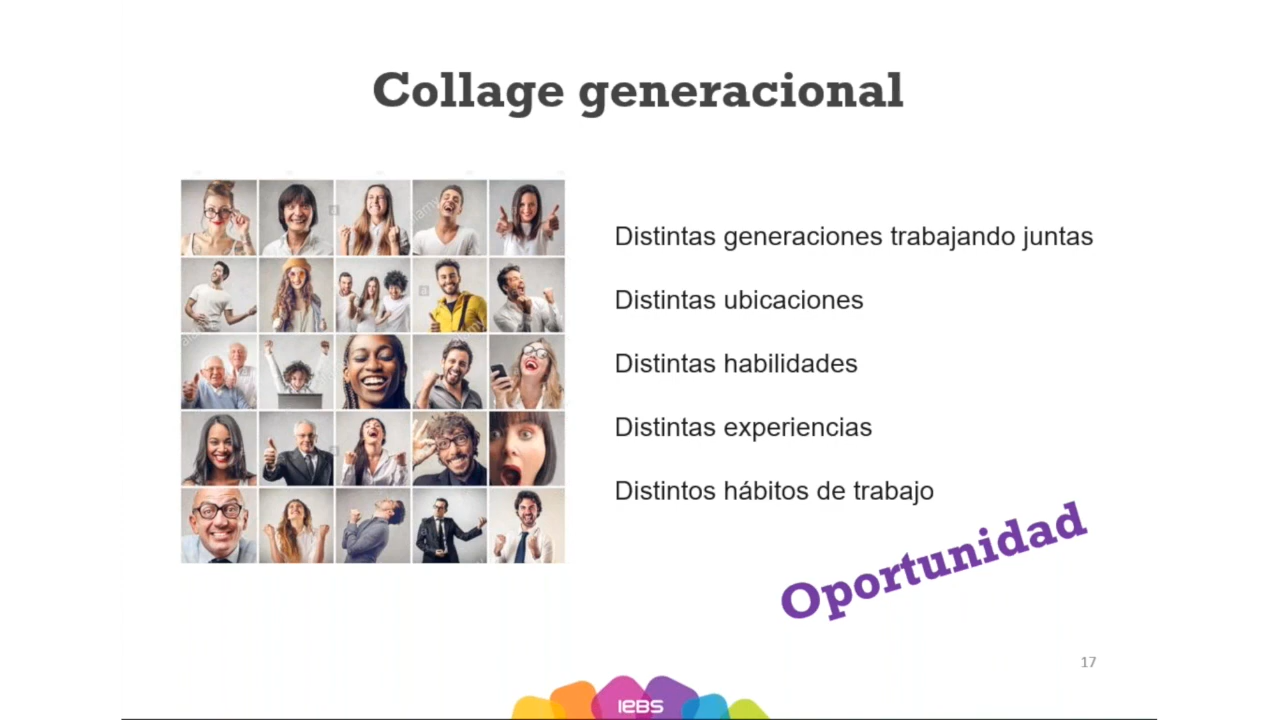 Collage generacional
Distintas generaciones trabajando juntas
Distintas ubicaciones
Distintas habilidades
Distintas experiencias
Distintos hábitos de trabajo
Oportunidad
17
iEBS